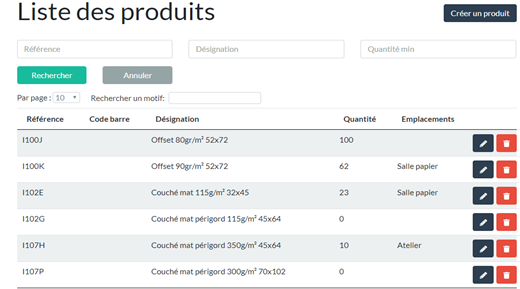 Liste des produits
Créer un produit
Référence Désignation Quantité min
Rechercher Annuler
Par page : 10 Rechercher un motif:
Référence Code barre Désignation Quantité Emplacements
I100J Offset 80gr/m² 52x72 100
I100K Offset 90gr/m² 52x72 62 Salle papier
I102E Couché mat 115g/m² 32x45 23 Salle papier
I102G Couché mat périgord 115g/m² 45x64 0
I107H Couché mat périgord 350g/m² 45x64 10 Atelier
I107P Couché mat périgord 300g/m² 70x102 0